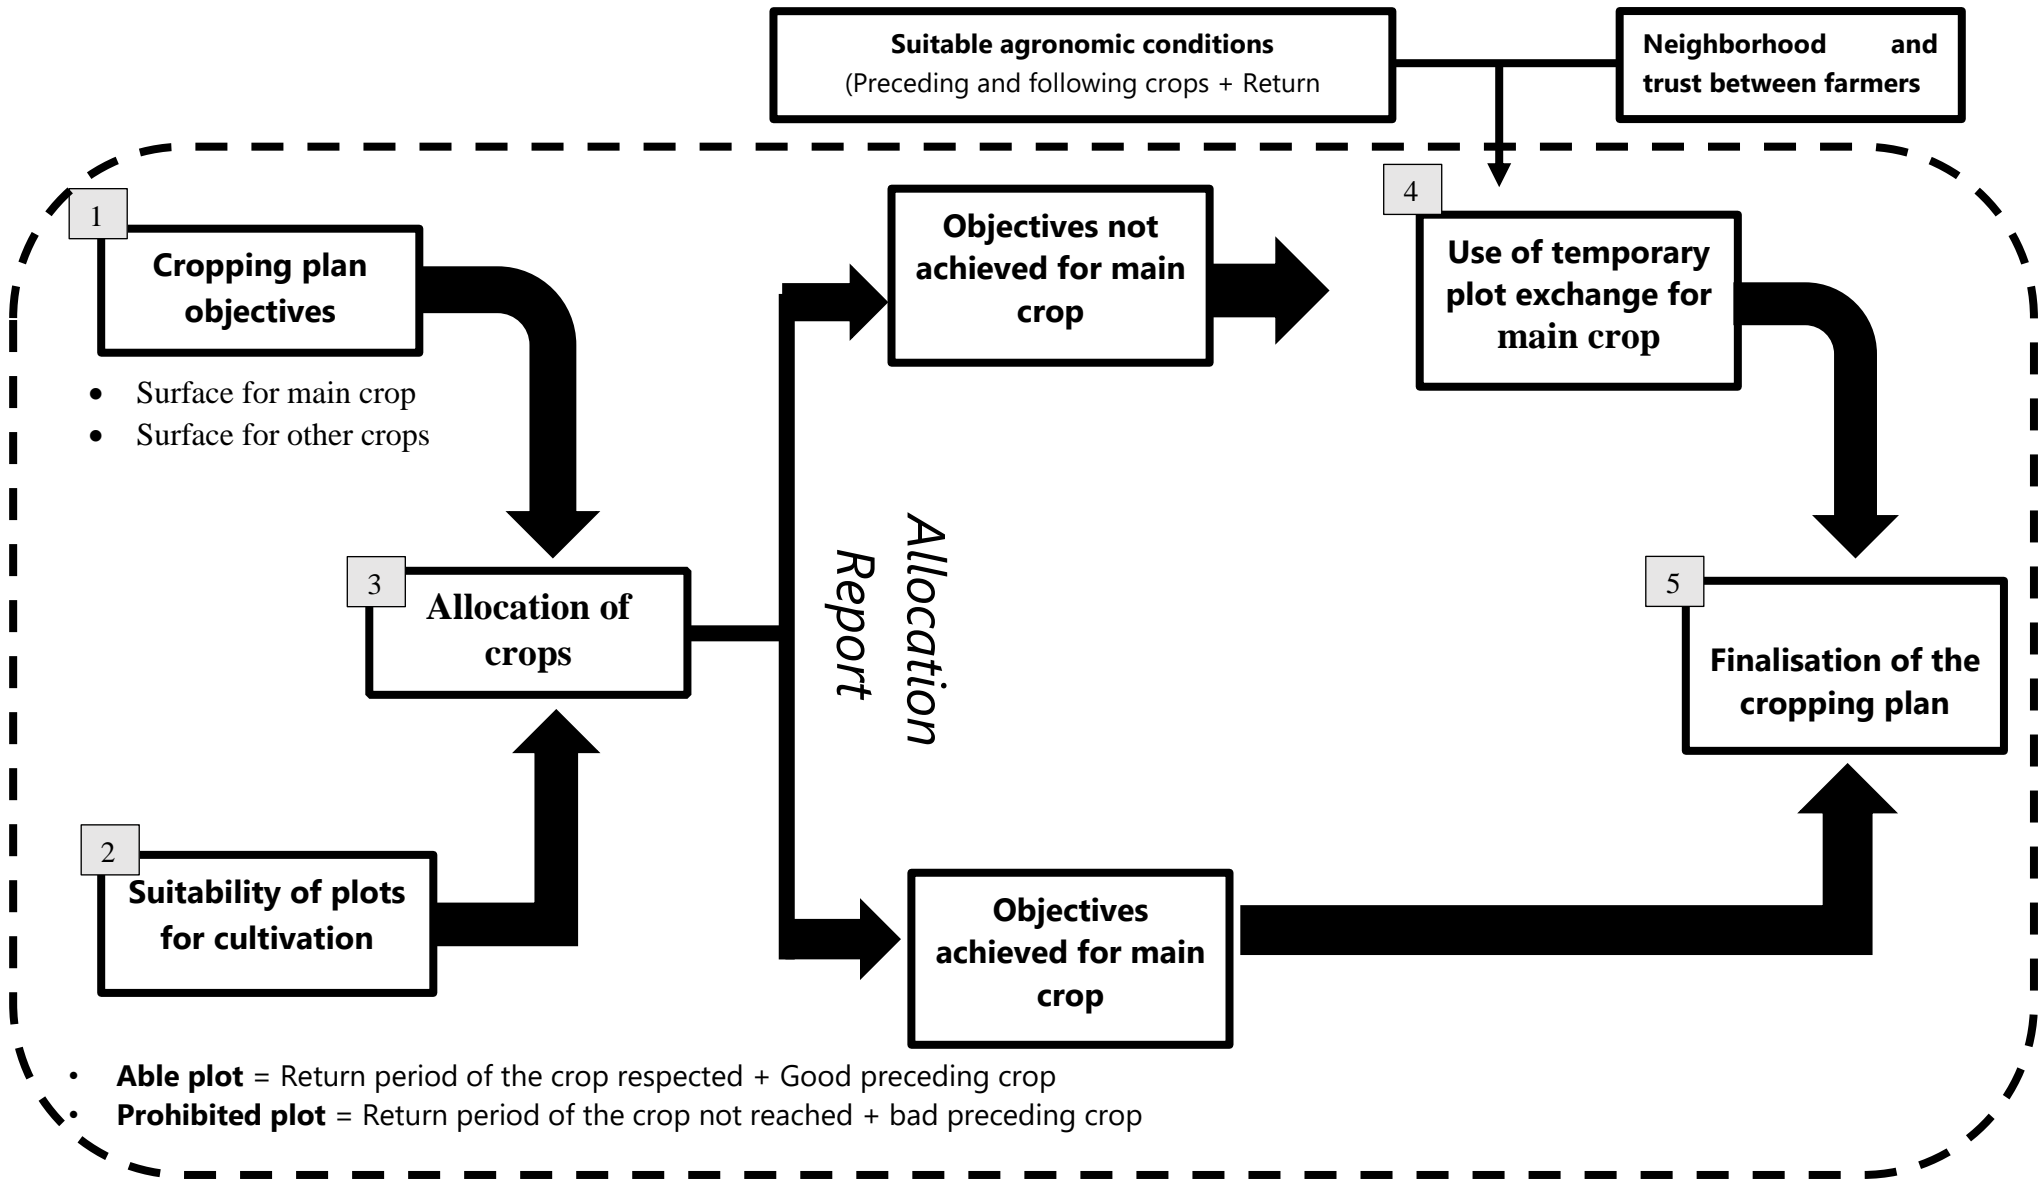 Suitable agronomic conditions
(Preceding and following crops + Return
Neighborhood and
trust between farmers
1
Cropping plan
objectives
• Surface for main crop
• Surface for other crops
2
Suitability of plots
for cultivation
3
Allocation of
crops
Allocation
Report
Objectives not
achieved for main
crop
Objectives
achieved for main
crop
4
Use of temporary
plot exchange for
main crop
5
Finalisation of the
cropping plan
• Able plot = Return period of the crop respected + Good preceding crop
• Prohibited plot = Return period of the crop not reached + bad preceding crop